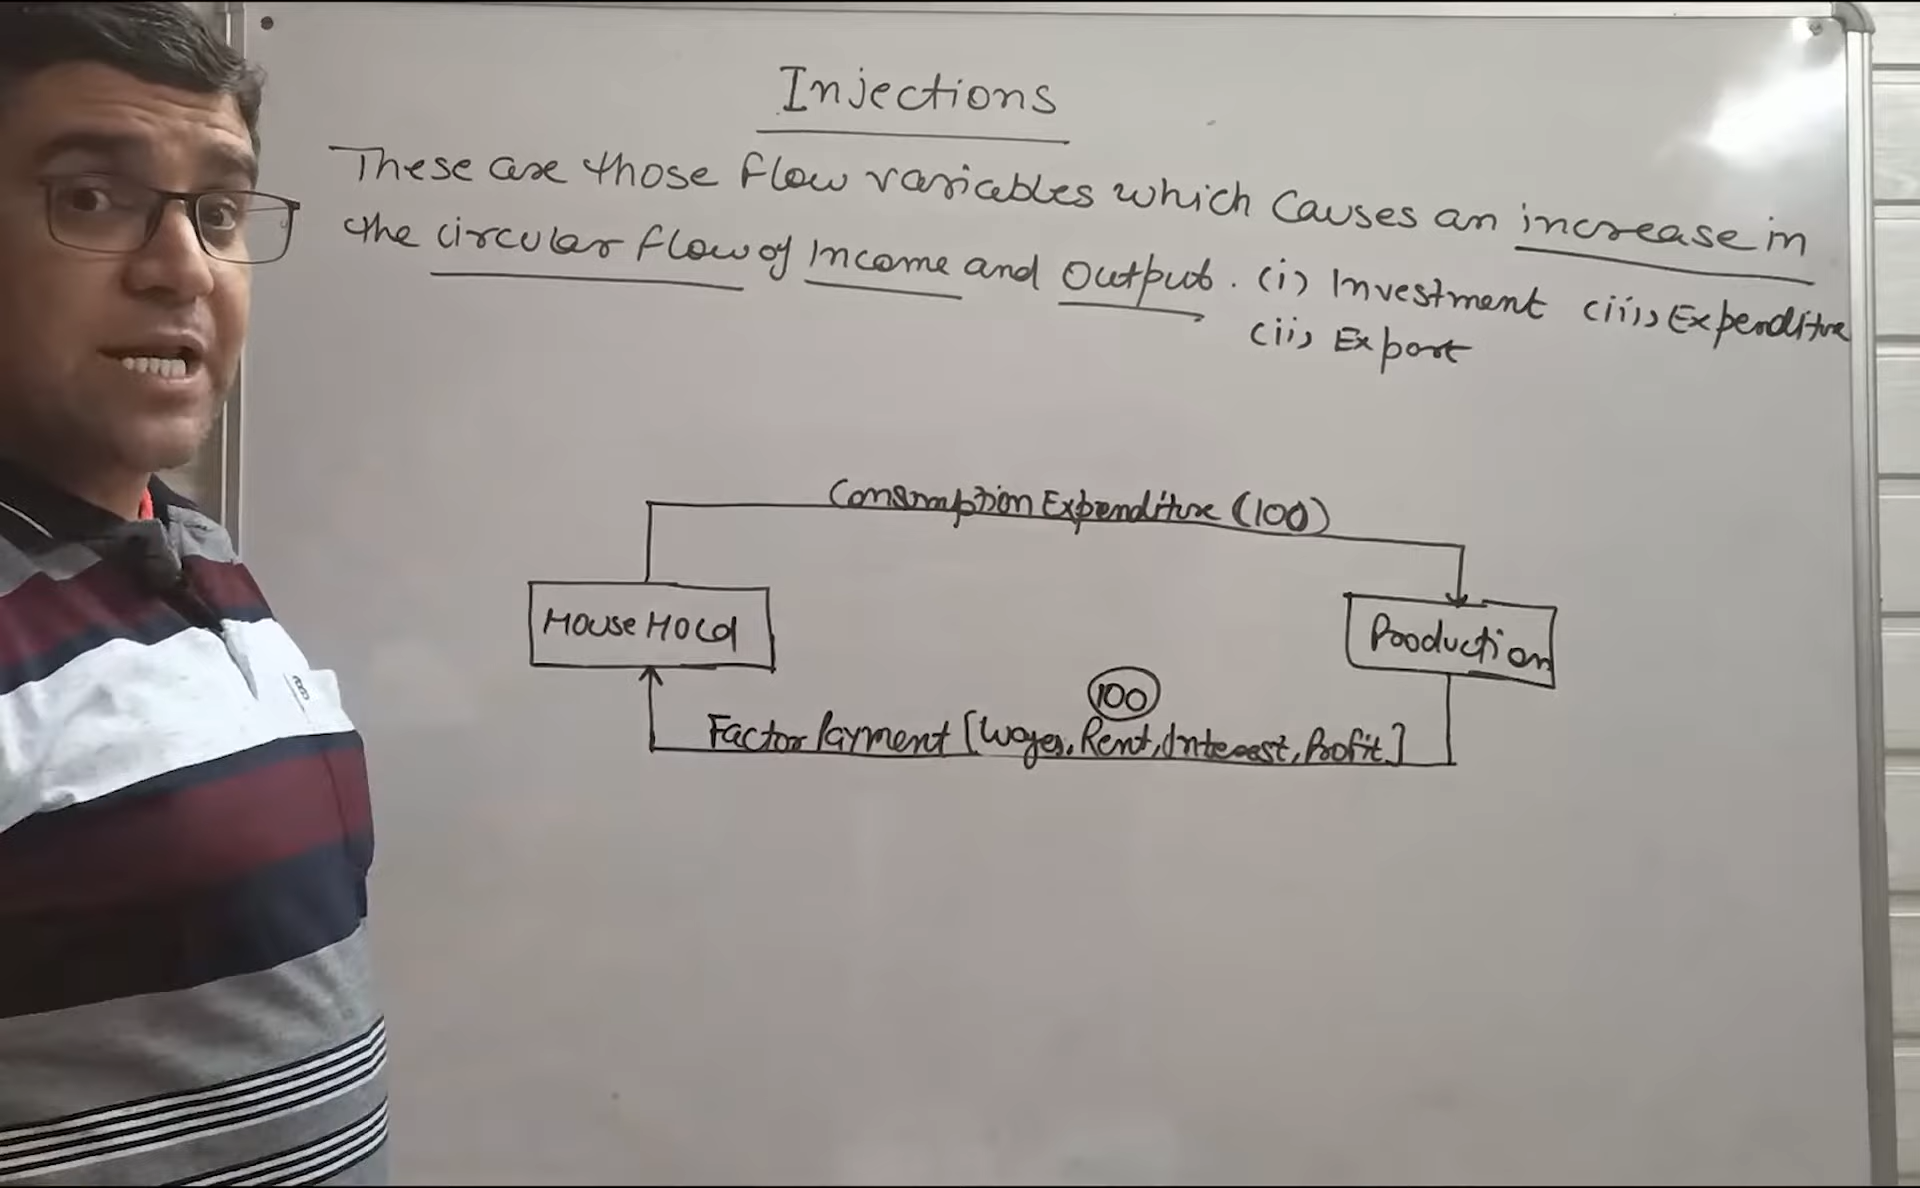 Injections
These are those flow variables which causes an increase in
the circular flow of Income and Output. (i) Investment (iii) Expenditure
(ii) Export
Consumption Expenditure (100)
House Hold
Production
100
Factor Payment [Wages, Rent, Interest, Profit]